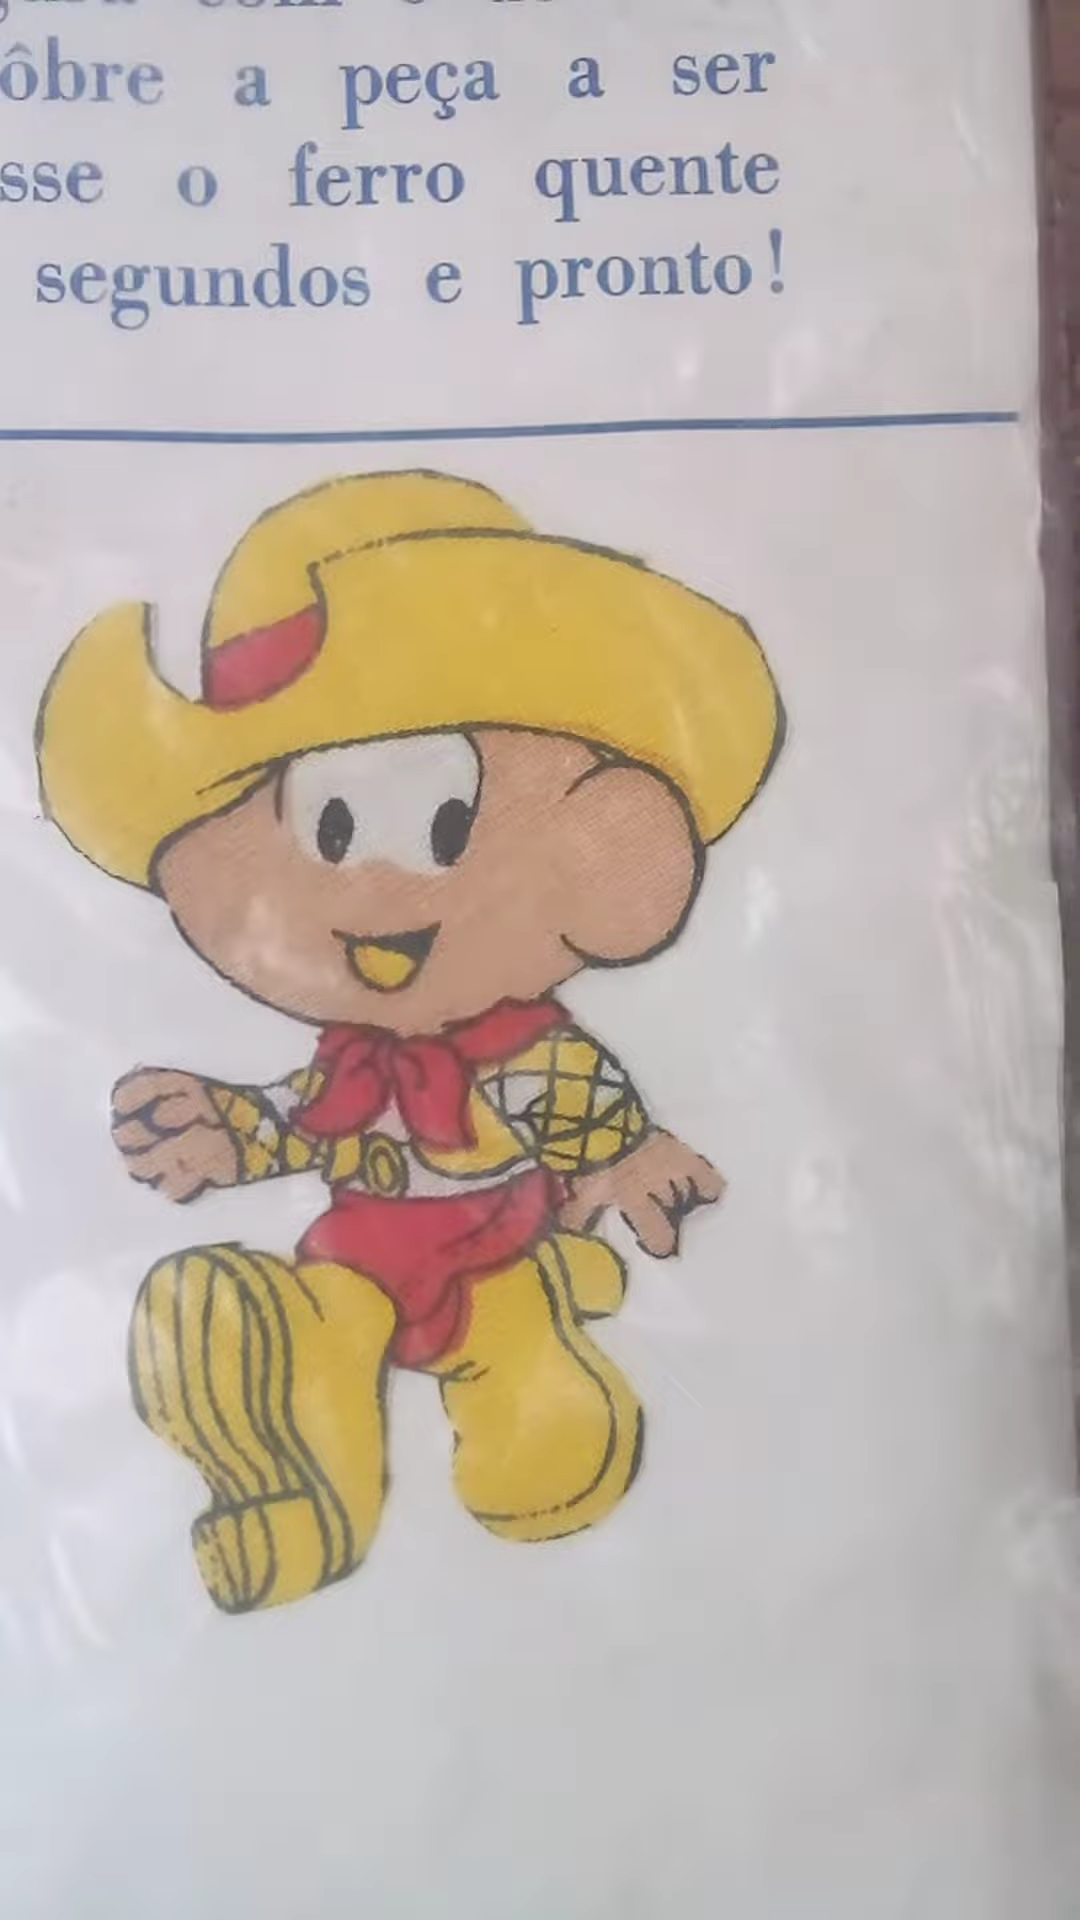 ôbre a peça a ser
sse o ferro quente
segundos e pronto!